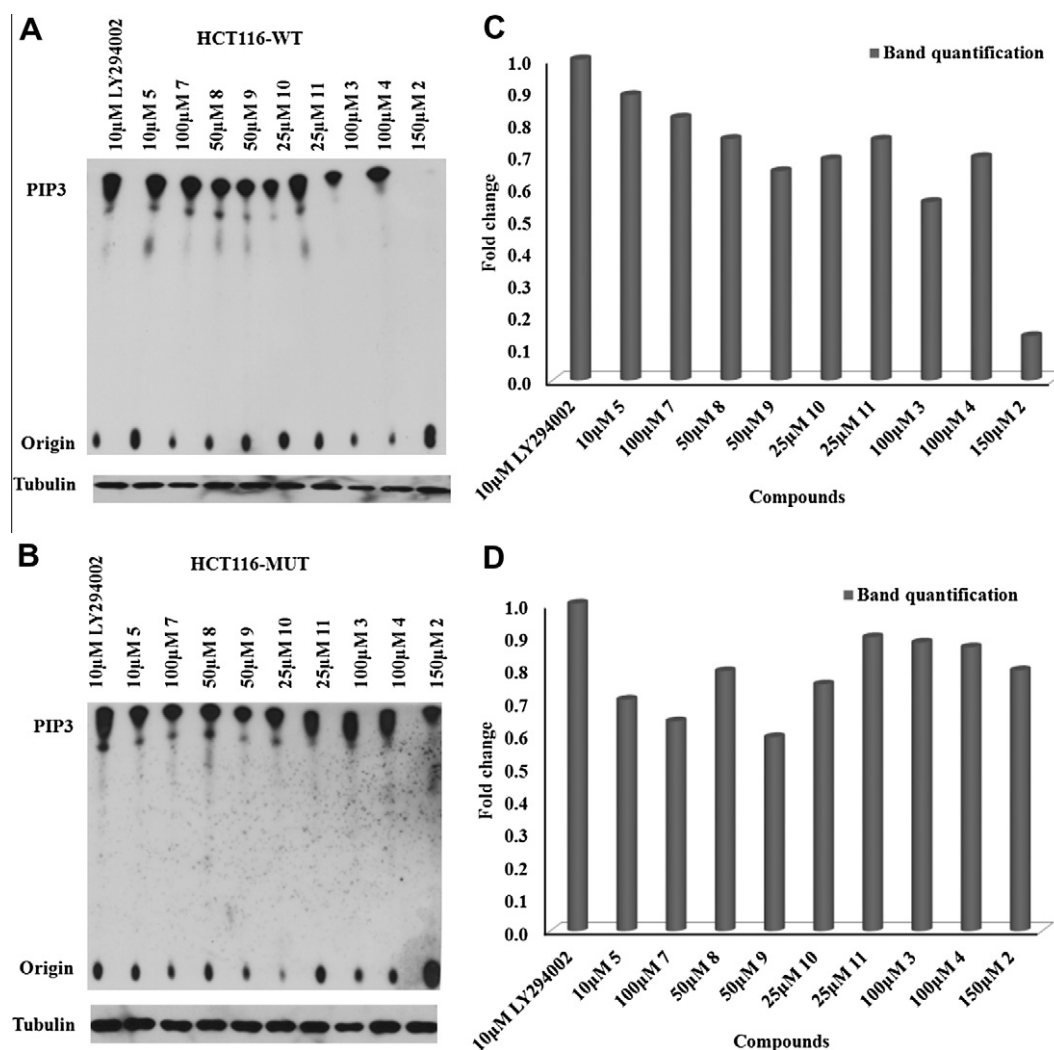 A
HCT116-WT
10µM LY294002
10µM 5
100µM 7
50µM 8
50µM 9
25µM 10
25µM 11
100µM 3
100µM 4
150µM 2
PIP3
Origin
Tubulin
C
Band quantification
1.0
0.9
0.8
0.7
0.6
0.5
0.4
0.3
0.2
0.1
0.0
Fold change
10µM LY294002
10µM 5
100µM 7
50µM 8
50µM 9
25µM 10
25µM 11
100µM 3
100µM 4
150µM 2
Compounds
B
HCT116-MUT
10µM LY294002
10µM 5
100µM 7
50µM 8
50µM 9
25µM 10
25µM 11
100µM 3
100µM 4
150µM 2
PIP3
Origin
Tubulin
D
Band quantification
1.0
0.9
0.8
0.7
0.6
0.5
0.4
0.3
0.2
0.1
0.0
Fold change
10µM LY294002
10µM 5
100µM 7
50µM 8
50µM 9
25µM 10
25µM 11
100µM 3
100µM 4
150µM 2
Compounds